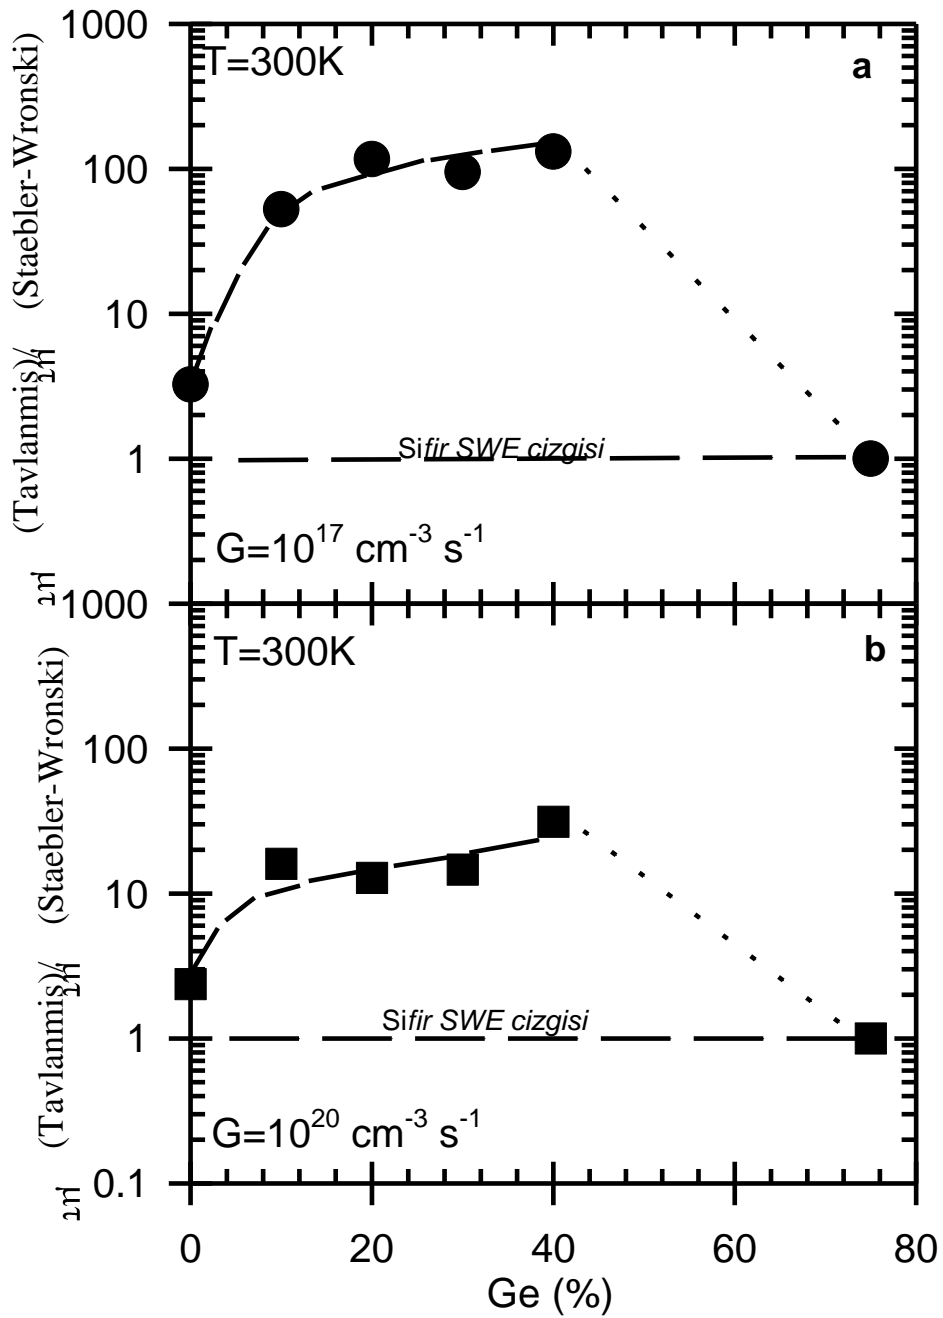 1000
T=300K
a
100
10
1
Sifir SWE cizgisi
G=10^17 cm^-3 s^-1
(Tavlanmiş)/ (Staebler-Wronski)
1000
T=300K
b
100
10
1
Sifir SWE cizgisi
G=10^20 cm^-3 s^-1
0.1
(Tavlanmiş)/ (Staebler-Wronski)
0 20 40 60 80
Ge (%)